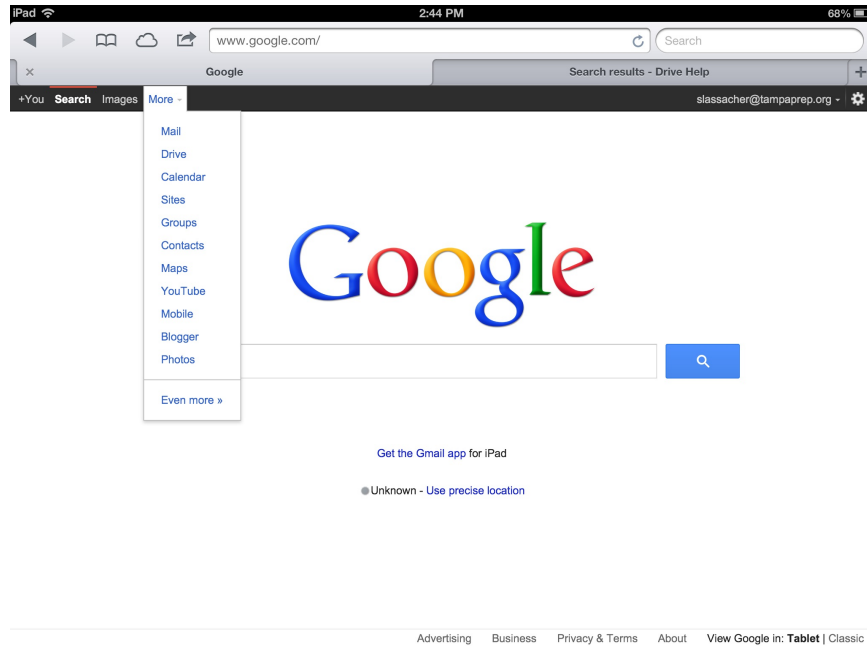 iPad 2:44 PM 68%
www.google.com/ Search
Google Search results - Drive Help
+You Search Images More slassacher@tampaprep.org
Mail
Drive
Calendar
Sites
Groups
Contacts
Maps
YouTube
Mobile
Blogger
Photos
Even more »
Google
Get the Gmail app for iPad
Unknown - Use precise location
Advertising Business Privacy & Terms About View Google in: Tablet | Classic